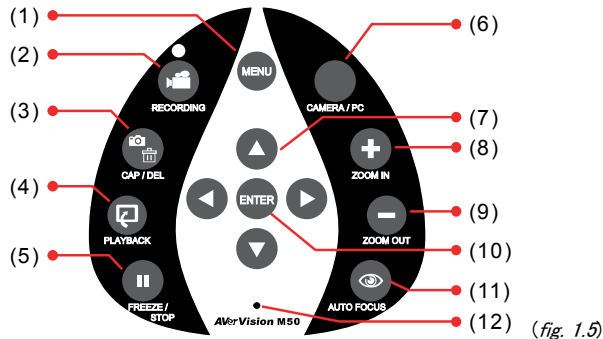 (1)
(2)
(3)
(4)
(5)
MENU
RECORDING
CAP / DEL
PLAYBACK
FREEZE /
STOP
ENTER
AVerVision M50
CAMERA / PC
ZOOM IN
ZOOM OUT
AUTO FOCUS
(6)
(7)
(8)
(9)
(10)
(11)
(12)
(fig. 1.5)